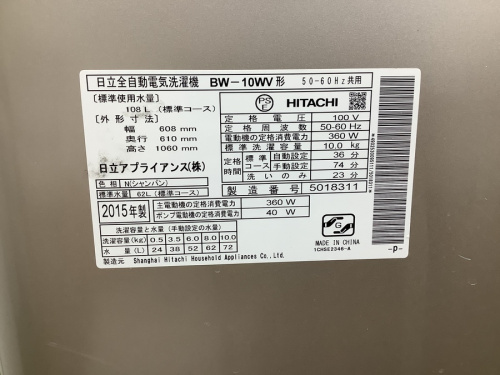 日立全自動電気洗濯機 BW-10WV形 50-60Hz共用
〔標準使用水量〕
108L (標準コース)
〔外形寸法〕
幅 608 mm
奥行 610 mm
高さ 1060 mm
日立アプライアンス(株)
色相 N(シャンパン)
標準水量 62L (標準コース)
2015年製
主電動機の定格消費電力 360 W
ポンプ電動機の定格消費電力 40 W
PS E HITACHI
定格電圧 100 V
定格周波数 50-60 Hz
電動機の定格消費電力 360 W
標準洗濯容量 10.0 kg
定格時間 標準コース 自動設定 36 分
手動設定 74 分
洗いのみ 23 分
製造番号 5018311
洗濯容量と水量 (手動設定の水量)
洗濯容量(kg) 0.5 3.5 6.0 8.0 10.0
水量(L) 24 38 52 62 72
製造元 Shanghai Hitachi Household Appliances Co.,Ltd.
G
MADE IN CHINA
1CHSE2346-A
-P-